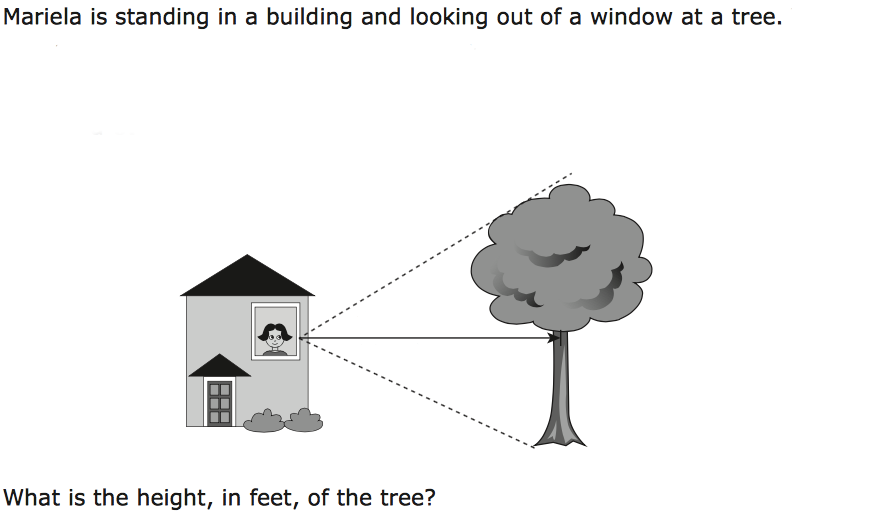 Mariela is standing in a building and looking out of a window at a tree.
What is the height, in feet, of the tree?